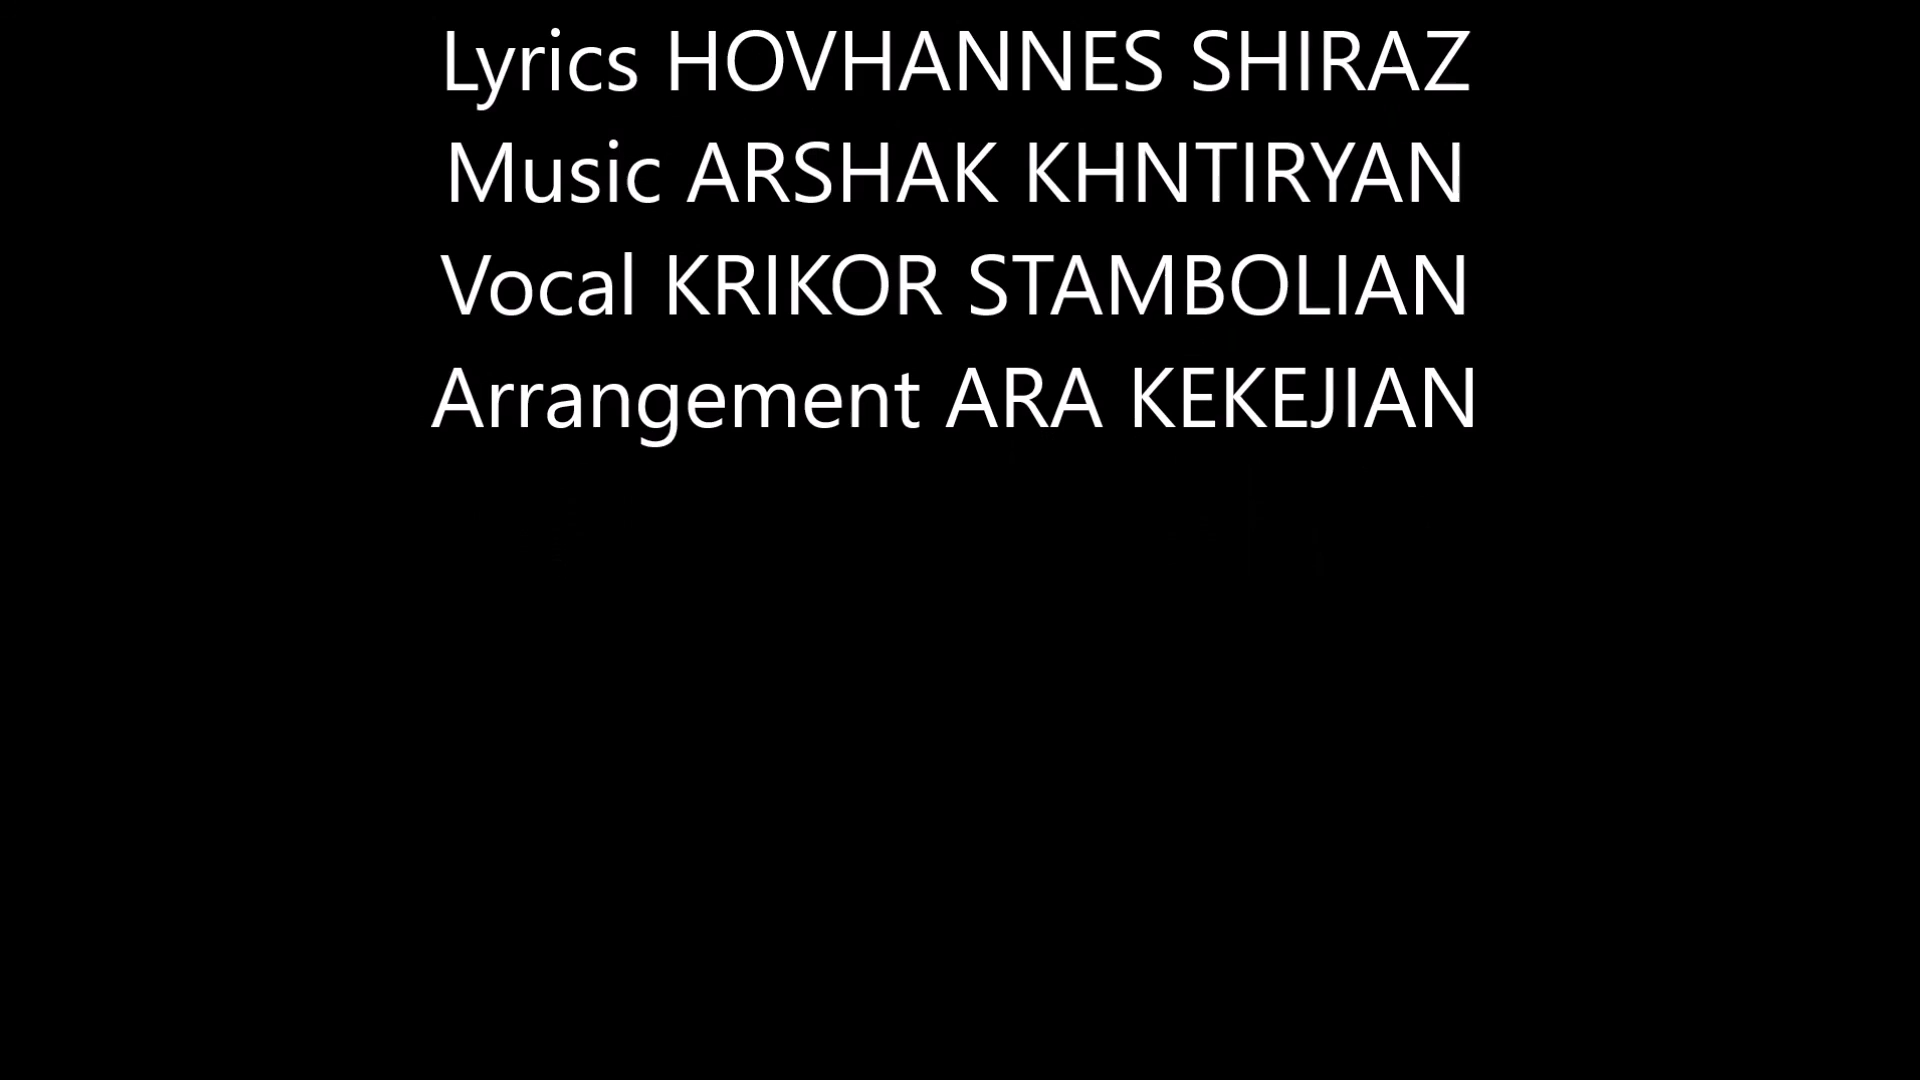 Lyrics HOVHANNES SHIRAZ
Music ARSHAK KHNTIRYAN
Vocal KRIKOR STAMBOLIAN
Arrangement ARA KEKEJIAN